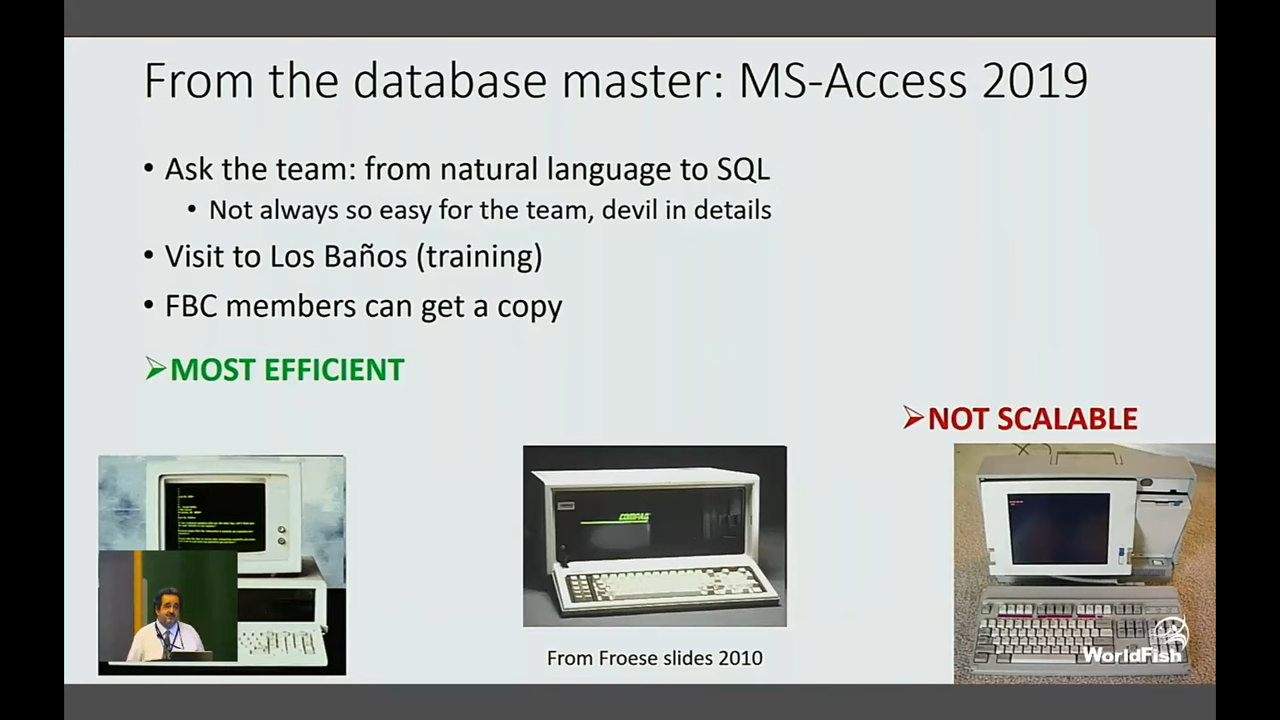 From the database master: MS-Access 2019
• Ask the team: from natural language to SQL
• Not always so easy for the team, devil in details
• Visit to Los Baños (training)
• FBC members can get a copy
➢MOST EFFICIENT
➢NOT SCALABLE
COMPAQ
From Froese slides 2010
WorldFish